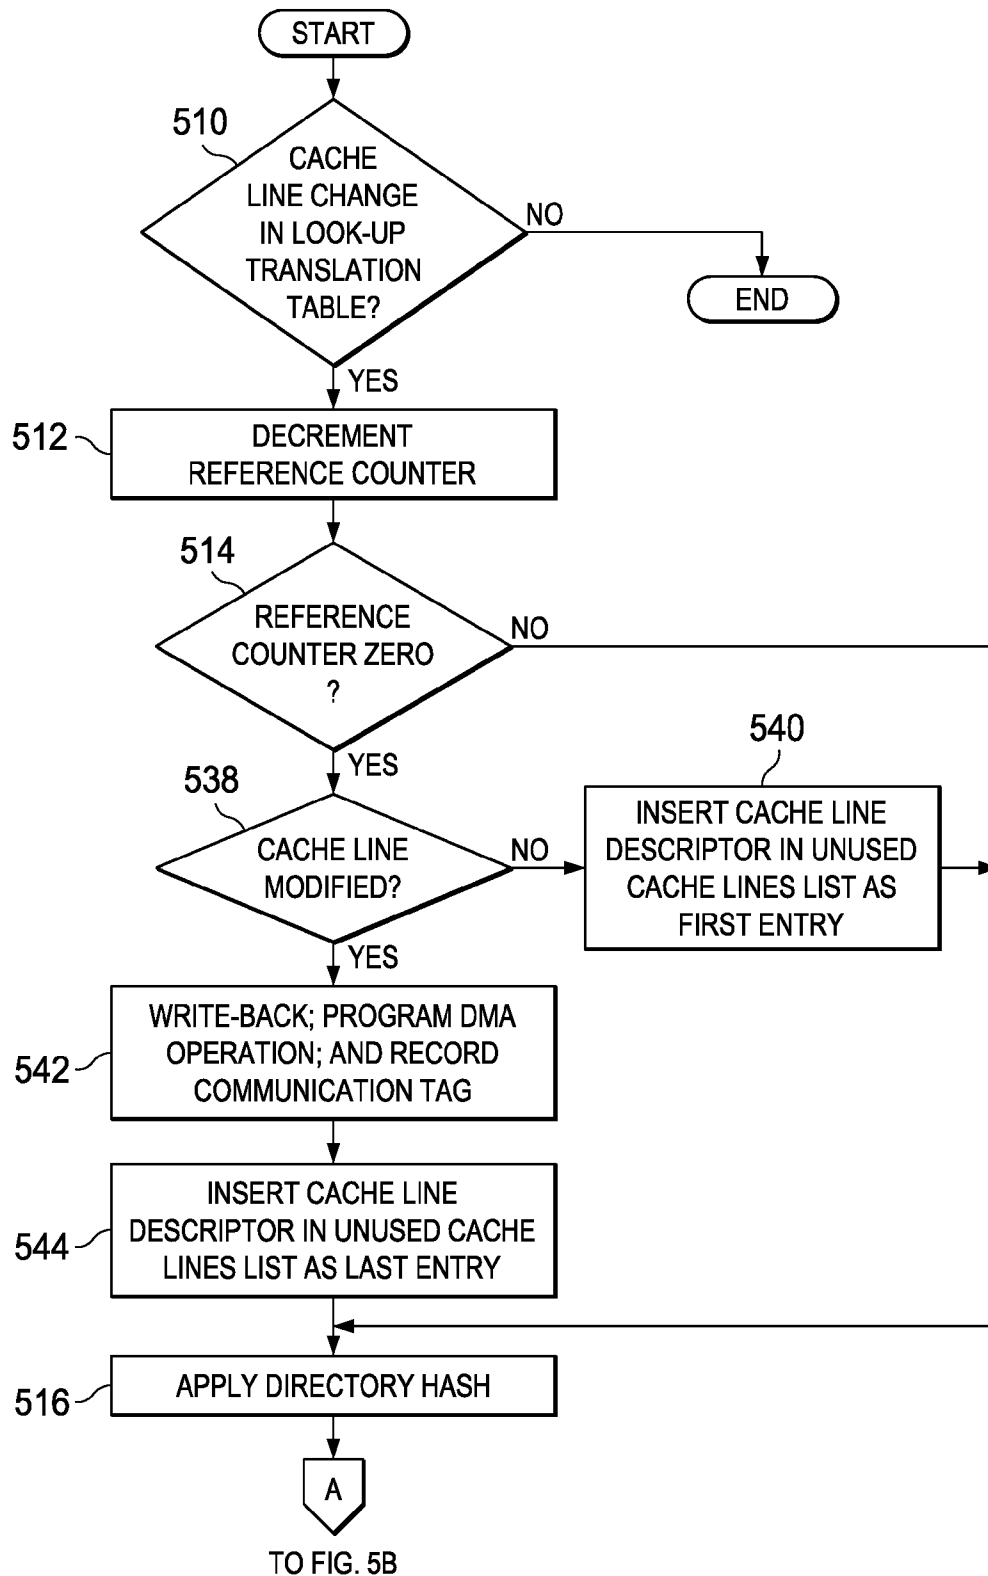 START
510
CACHE
LINE CHANGE
IN LOOK-UP
TRANSLATION
TABLE?
NO
END
YES
512
DECREMENT
REFERENCE COUNTER
514
REFERENCE
COUNTER ZERO
?
NO
YES
538
CACHE LINE
MODIFIED?
NO
540
INSERT CACHE LINE
DESCRIPTOR IN UNUSED
CACHE LINES LIST AS
FIRST ENTRY
YES
542
WRITE-BACK; PROGRAM DMA
OPERATION; AND RECORD
COMMUNICATION TAG
544
INSERT CACHE LINE
DESCRIPTOR IN UNUSED CACHE
LINES LIST AS LAST ENTRY
516
APPLY DIRECTORY HASH
A
TO FIG. 5B